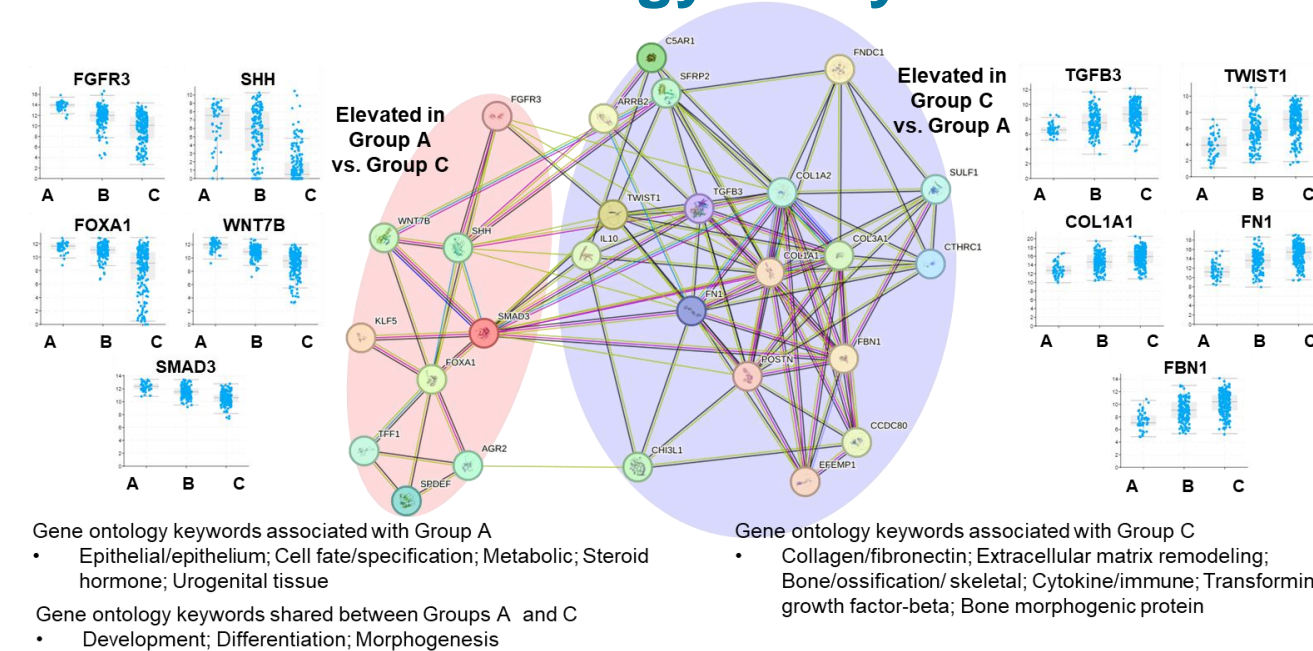 FGFR3
SHH
A B C
A B C
FOXA1
WNT7B
A B C
A B C
SMAD3
A B C
Elevated in
Group A
vs. Group C
FGFR3
WNT7B
SHH
KLF5
SMAD3
FOXA1
TFF1
AGR2
SPDEF
C5AR1
SFRP2
FNDC1
ARRB2
TWIST1
TGFB3
COL1A2
SULF1
IL10
COL1A1
COL3A1
CTHRC1
FN1
FBN1
POSTN
CCDC80
CHI3L1
EFEMP1
Elevated in
Group C
vs. Group A
TGFB3
TWIST1
A B C
A B C
COL1A1
FN1
A B C
A B C
FBN1
A B C
Gene ontology keywords associated with Group A
• Epithelial/epithelium; Cell fate/specification; Metabolic; Steroid
hormone; Urogenital tissue
Gene ontology keywords shared between Groups A and C
• Development; Differentiation; Morphogenesis
Gene ontology keywords associated with Group C
• Collagen/fibronectin; Extracellular matrix remodeling;
Bone/ossification/ skeletal; Cytokine/immune; Transformin
growth factor-beta; Bone morphogenic protein